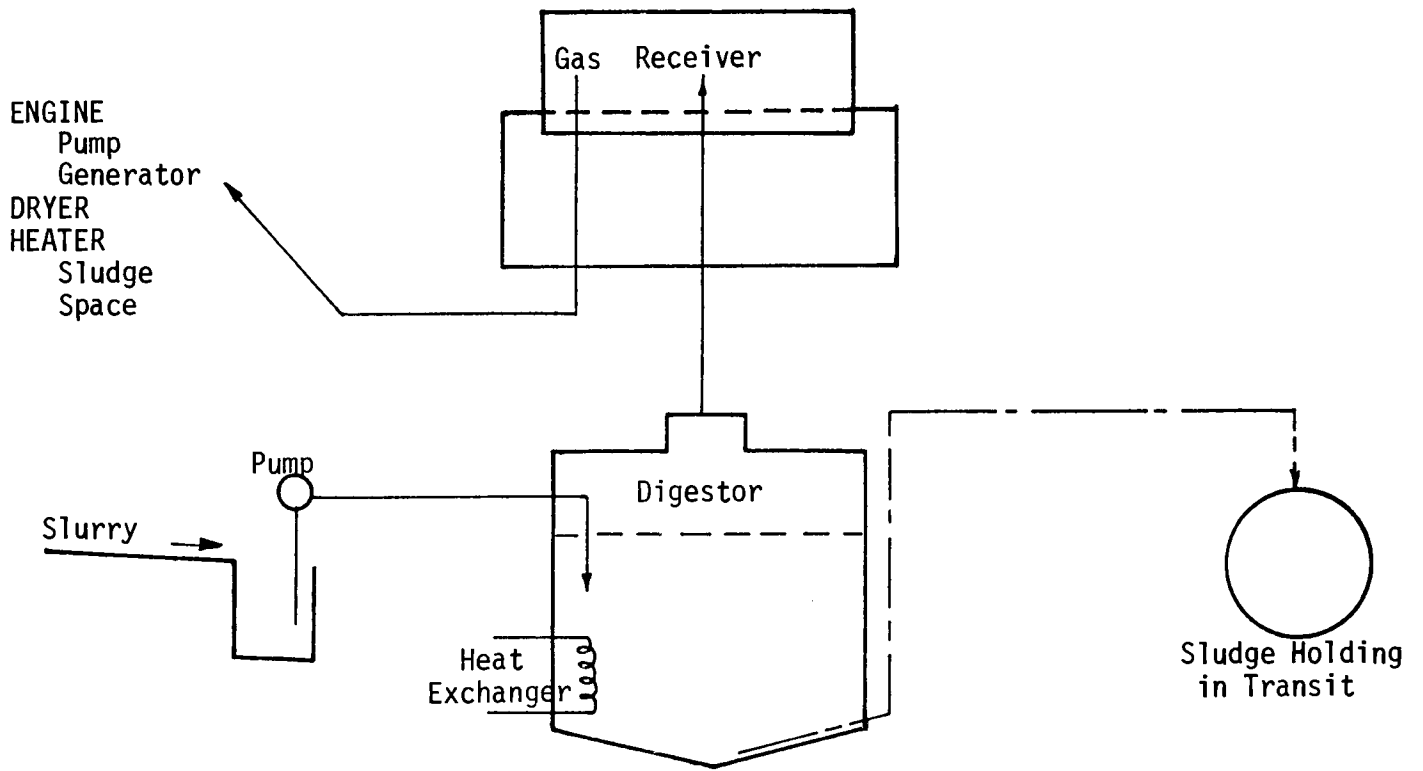 Gas Receiver
ENGINE
Pump
Generator
DRYER
HEATER
Sludge
Space
Pump
Digestor
Slurry
Heat
Exchanger
Sludge Holding
in Transit